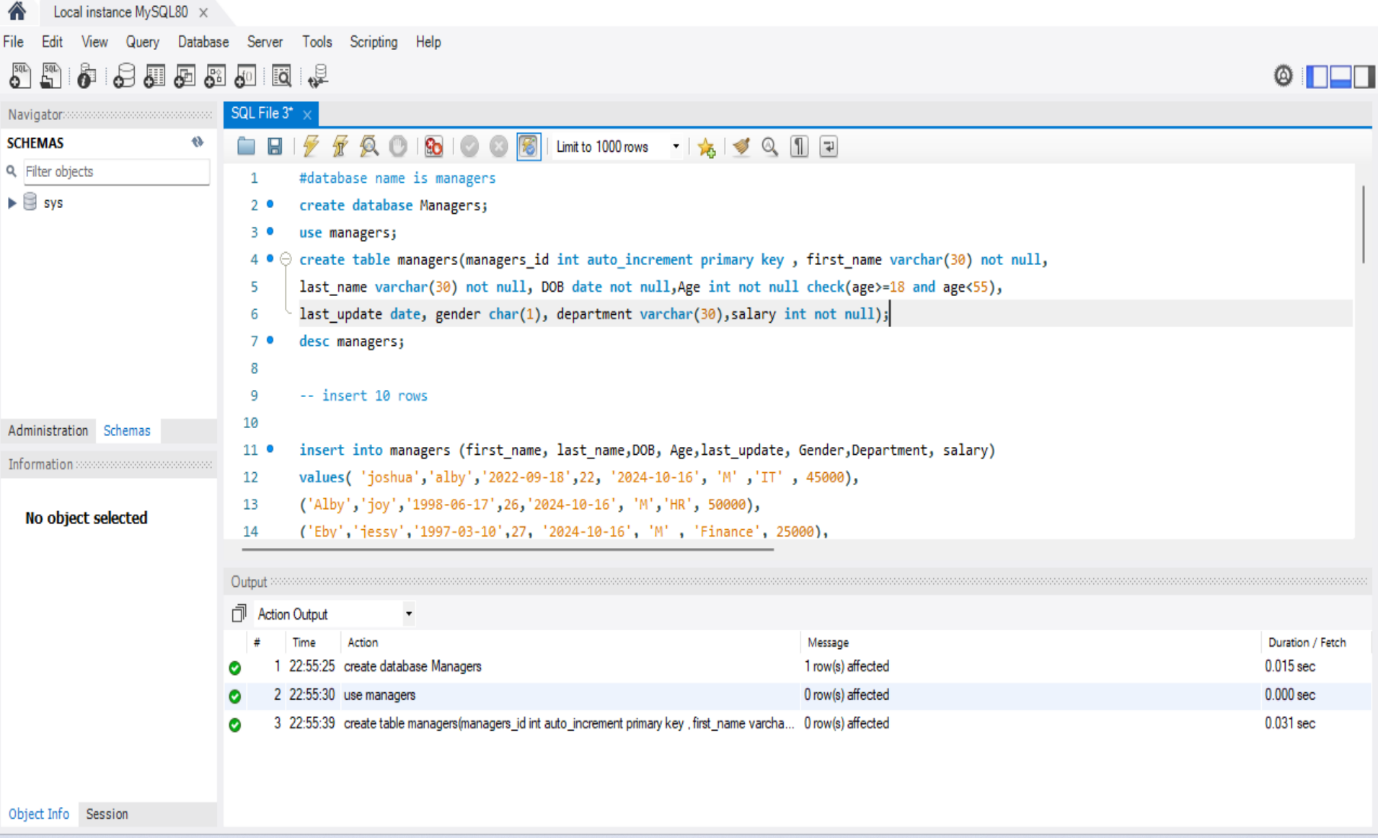 Local instance MySQL80 ×
File Edit View Query Database Server Tools Scripting Help
Navigator
SQL File 3* ×
SCHEMAS
Limit to 1000 rows
Filter objects
sys
1 #database name is managers
2 create database Managers;
3 use managers;
4 create table managers(managers_id int auto_increment primary key , first_name varchar(30) not null,
5 last_name varchar(30) not null, DOB date not null,Age int not null check(age>=18 and age<55),
6 last_update date, gender char(1), department varchar(30),salary int not null);
7 desc managers;
8
9 -- insert 10 rows
10
11 insert into managers (first_name, last_name,DOB, Age,last_update, Gender,Department, salary)
12 values( 'joshua','alby','2022-09-18',22, '2024-10-16', 'M' ,'IT' , 45000),
13 ('Alby','joy','1998-06-17',26,'2024-10-16', 'M','HR', 50000),
14 ('Eby','jessy','1997-03-10',27, '2024-10-16', 'M' , 'Finance', 25000),
Administration Schemas
Information
No object selected
Output
Action Output
# Time Action Message Duration / Fetch
1 22:55:25 create database Managers 1 row(s) affected 0.015 sec
2 22:55:30 use managers 0 row(s) affected 0.000 sec
3 22:55:39 create table managers(managers_id int auto_increment primary key , first_name varcha... 0 row(s) affected 0.031 sec
Object Info Session